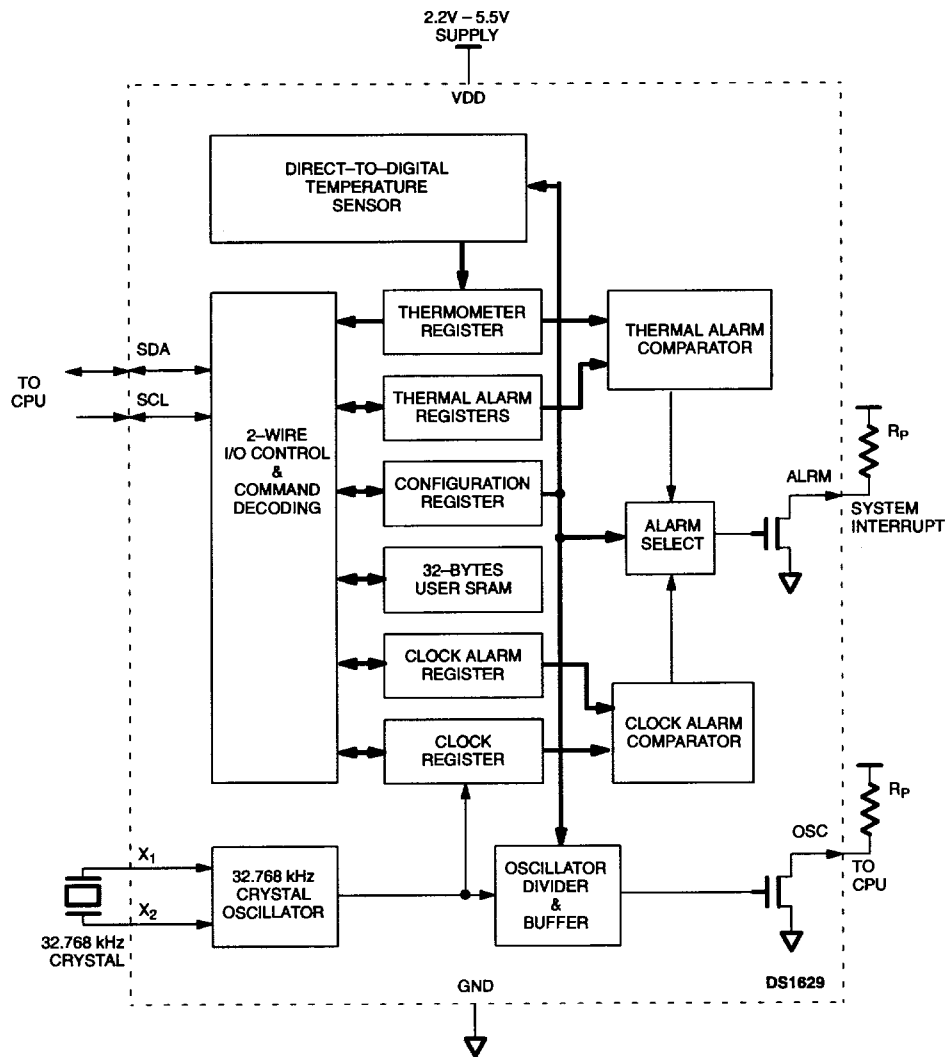 2.2V – 5.5V
SUPPLY
VDD
DIRECT–TO–DIGITAL
TEMPERATURE
SENSOR
THERMOMETER
REGISTER
THERMAL ALARM
COMPARATOR
SDA
TO
CPU
SCL
THERMAL ALARM
REGISTERS
2–WIRE
I/O CONTROL
&
COMMAND
DECODING
RP
CONFIGURATION
REGISTER
ALRM
SYSTEM
INTERRUPT
ALARM
SELECT
32–BYTES
USER SRAM
CLOCK ALARM
REGISTER
CLOCK ALARM
COMPARATOR
CLOCK
REGISTER
RP
OSC
TO
CPU
X1
32.768 kHz
CRYSTAL
OSCILLATOR
OSCILLATOR
DIVIDER
&
BUFFER
X2
32.768 kHz
CRYSTAL
GND
DS1629